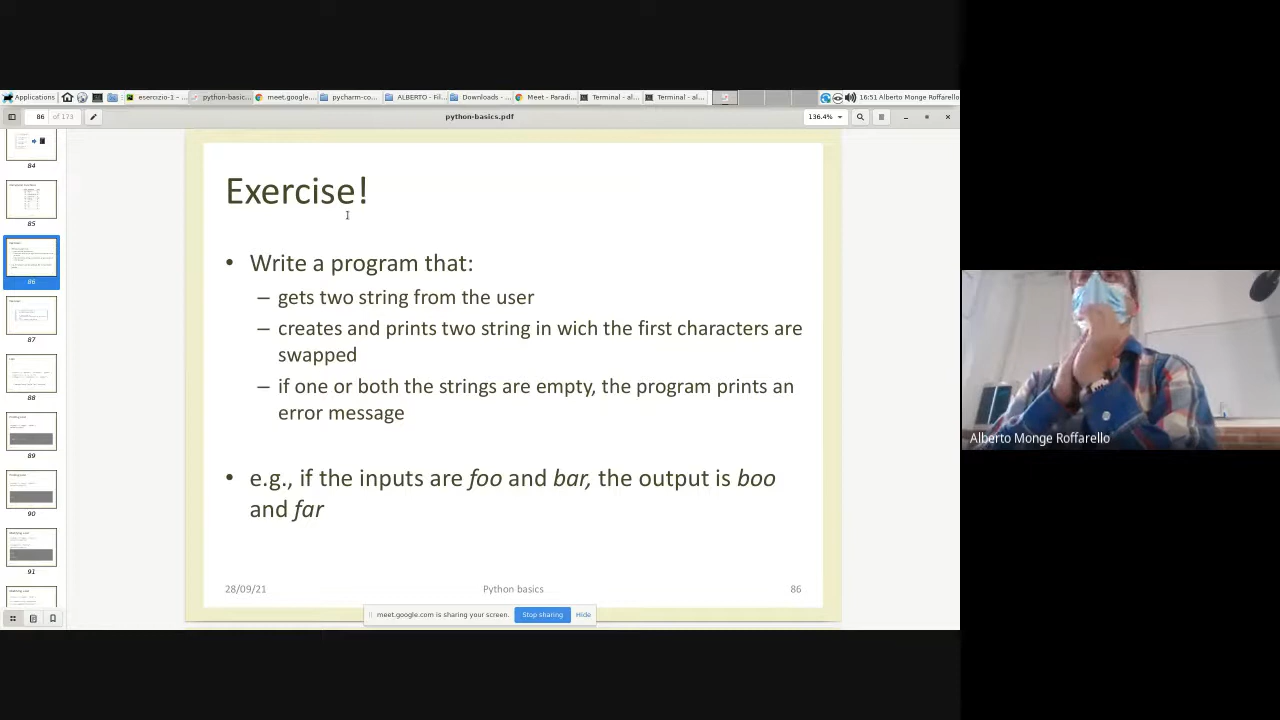 Applications esercizio-1 – ... python-basic... meet.google.... pycharm-co... ALBERTO - Fil... Downloads - ... Meet - Paradi... Terminal - al... Terminal - al... 16:51 Alberto Monge Roffarello
86 of 173 python-basics.pdf 136.4%
84
85
86
87
88
89
90
91
Exercise!
• Write a program that:
– gets two string from the user
– creates and prints two string in wich the first characters are
swapped
– if one or both the strings are empty, the program prints an
error message
• e.g., if the inputs are foo and bar, the output is boo
and far
28/09/21 Python basics 86
meet.google.com is sharing your screen. Stop sharing Hide
Alberto Monge Roffarello